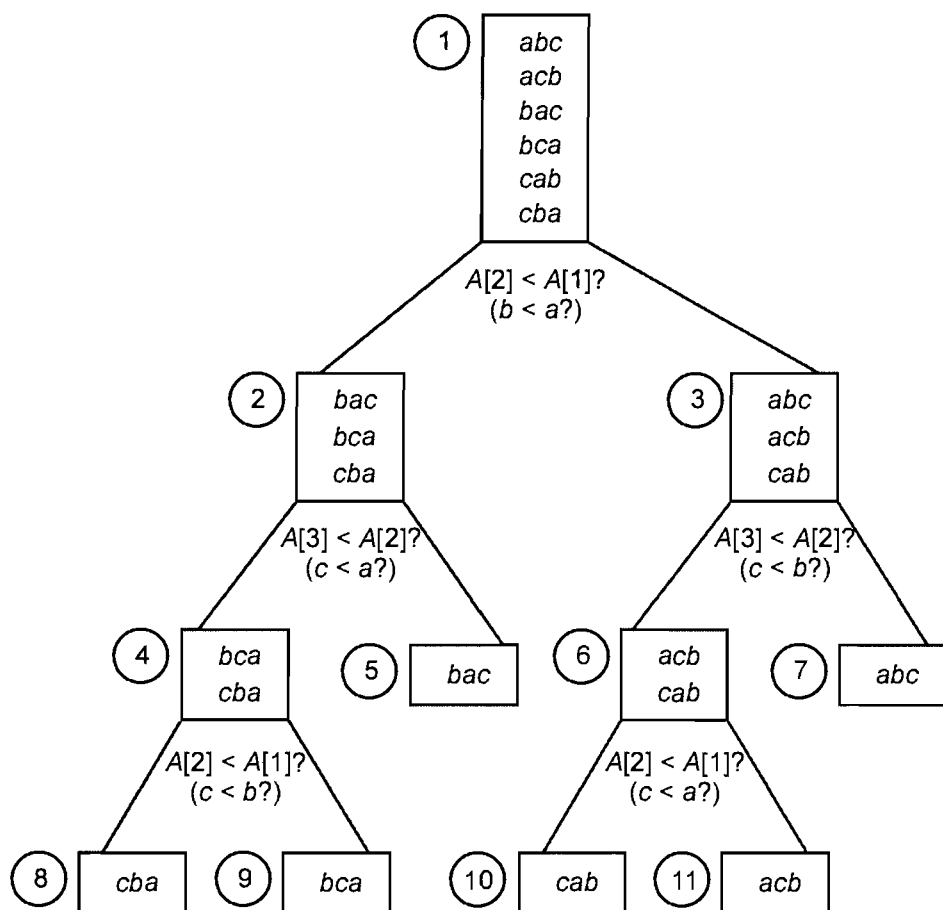 1
abc
acb
bac
bca
cab
cba
A[2] < A[1]?
(b < a?)
2
bac
bca
cba
3
abc
acb
cab
A[3] < A[2]?
(c < a?)
A[3] < A[2]?
(c < b?)
4
bca
cba
5
bac
6
acb
cab
7
abc
A[2] < A[1]?
(c < b?)
A[2] < A[1]?
(c < a?)
8
cba
9
bca
10
cab
11
acb